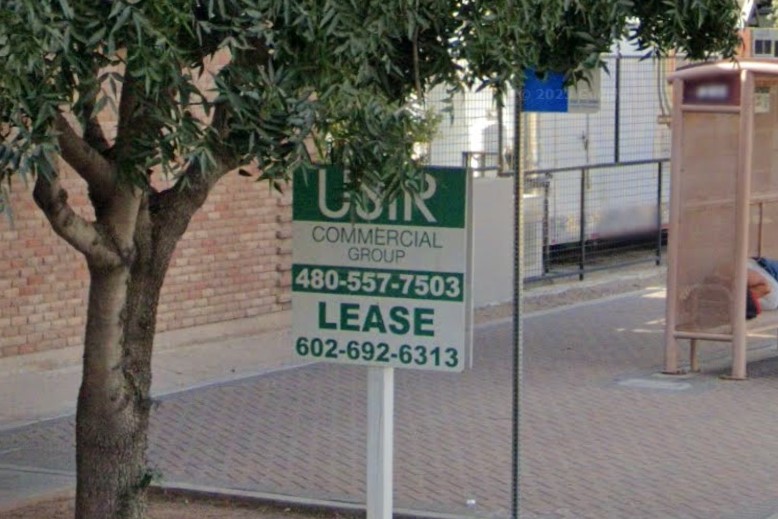 COMMERCIAL
GROUP
480-557-7503
LEASE
602-692-6313